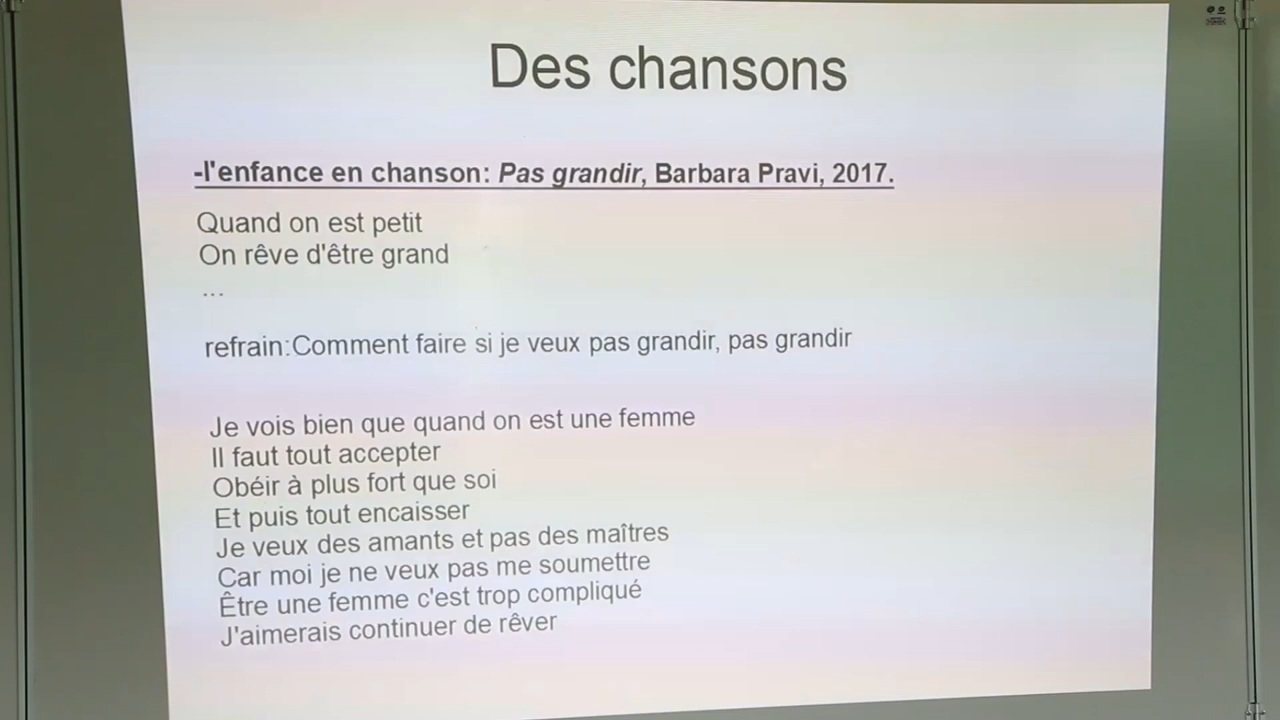 Des chansons
-l'enfance en chanson: Pas grandir, Barbara Pravi, 2017.
Quand on est petit
On rêve d'être grand
...
refrain:Comment faire si je veux pas grandir, pas grandir
Je vois bien que quand on est une femme
Il faut tout accepter
Obéir à plus fort que soi
Et puis tout encaisser
Je veux des amants et pas des maîtres
Car moi je ne veux pas me soumettre
Être une femme c'est trop compliqué
J'aimerais continuer de rêver